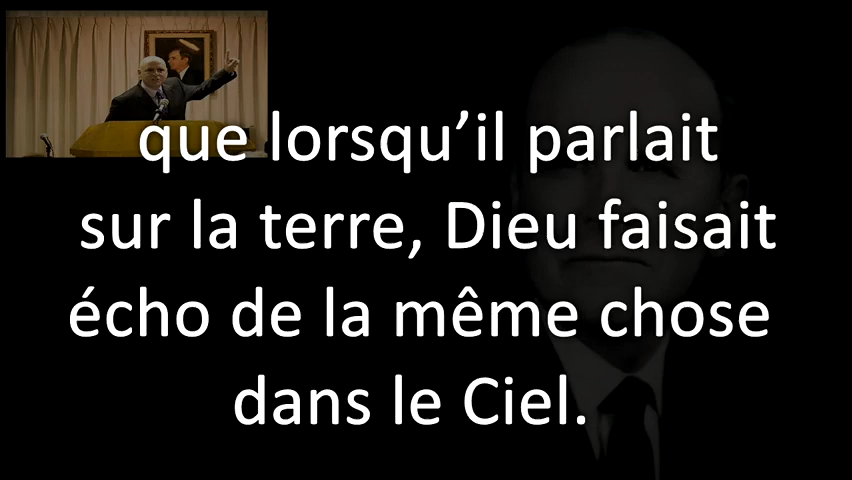 que lorsqu’il parlait
sur la terre, Dieu faisait
écho de la même chose
dans le Ciel.